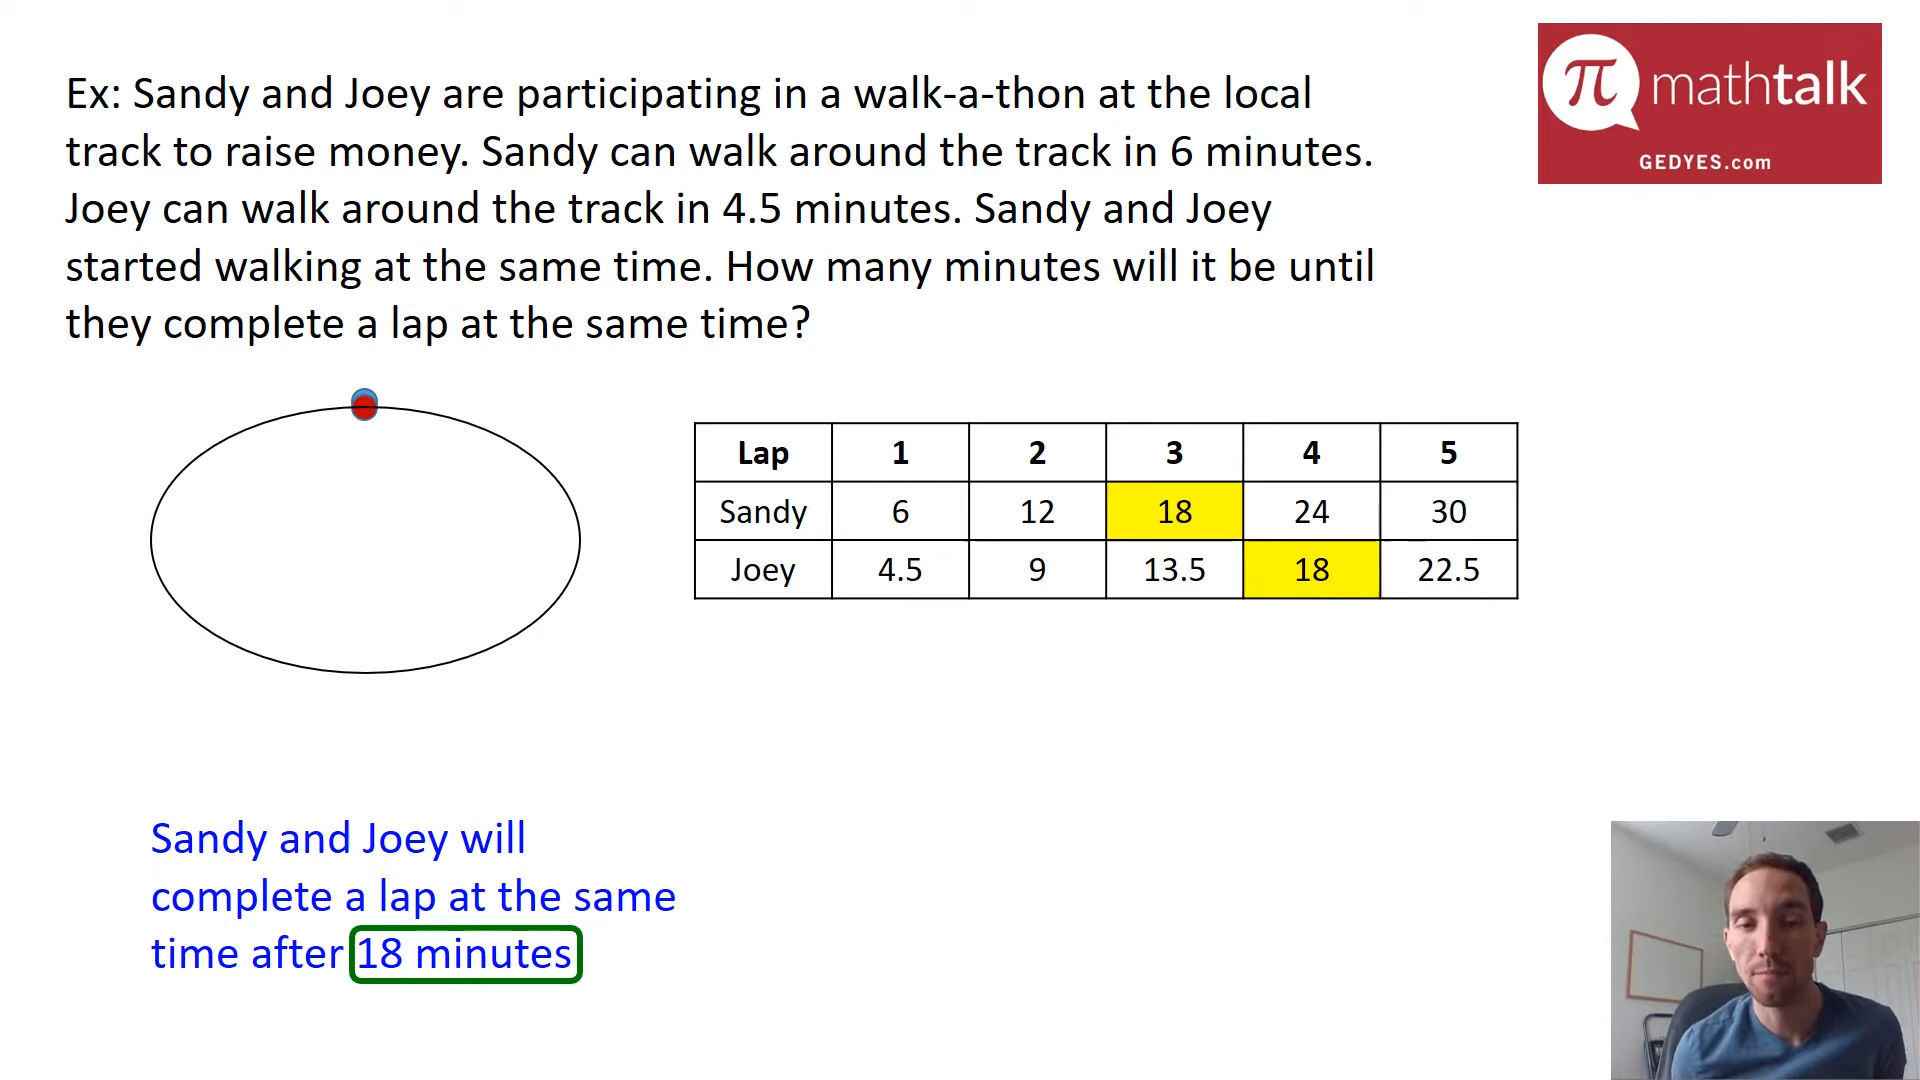 Ex: Sandy and Joey are participating in a walk-a-thon at the local
track to raise money. Sandy can walk around the track in 6 minutes.
Joey can walk around the track in 4.5 minutes. Sandy and Joey
started walking at the same time. How many minutes will it be until
they complete a lap at the same time?
π mathtalk
GEDYES.com
Lap 1 2 3 4 5
Sandy 6 12 18 24 30
Joey 4.5 9 13.5 18 22.5
Sandy and Joey will
complete a lap at the same
time after 18 minutes